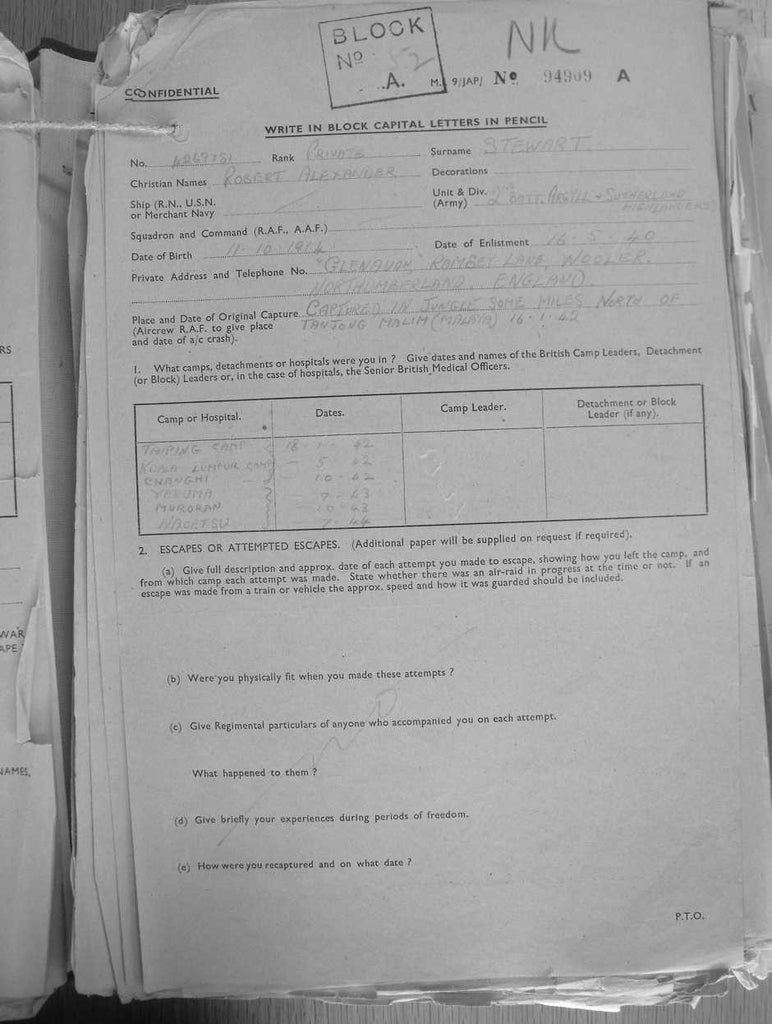 BLOCK
Nº 52
A.
NK
M.I. 9/JAP/ Nº 94909 A
CONFIDENTIAL
WRITE IN BLOCK CAPITAL LETTERS IN PENCIL
No. Rank PRIVATE Surname STEWART
Christian Names ROBERT ALEXANDER Decorations
Ship (R.N., U.S.N. or Merchant Navy
Unit & Div. (Army) 2ND BATT. ARGYLL & SUTHERLAND HIGHLANDERS
Squadron and Command (R.A.F., A.A.F.)
Date of Birth 11-10-1914 Date of Enlistment 16-5-40
Private Address and Telephone No. RAMSEY LANE, WOOLER.
NORTHUMBERLAND, ENGLAND.
Place and Date of Original Capture CAPTURED IN JUNGLE SOME MILES NORTH OF
(Aircrew R.A.F. to give place TANJONG MALIM (MALAYA) 16-1-42
and date of a/c crash).
1. What camps, detachments or hospitals were you in ? Give dates and names of the British Camp Leaders, Detachment
(or Block) Leaders or, in the case of hospitals, the Senior British Medical Officers.
Camp or Hospital. Dates. Camp Leader. Detachment or Block Leader (if any).
TAIPING CAMP 18-1-42
KUALA LUMPUR CAMP - 5-42
CHANGHI - 10-42
7-43
MURORAN 10-43
7-44
2. ESCAPES OR ATTEMPTED ESCAPES. (Additional paper will be supplied on request if required).
(a) Give full description and approx. date of each attempt you made to escape, showing how you left the camp, and
from which camp each attempt was made. State whether there was an air-raid in progress at the time or not. If an
escape was made from a train or vehicle the approx. speed and how it was guarded should be included.
(b) Were you physically fit when you made these attempts ?
(c) Give Regimental particulars of anyone who accompanied you on each attempt.
What happened to them ?
(d) Give briefly your experiences during periods of freedom.
(e) How were you recaptured and on what date ?
P.T.O.
RS
WAR
APE
NAMES,